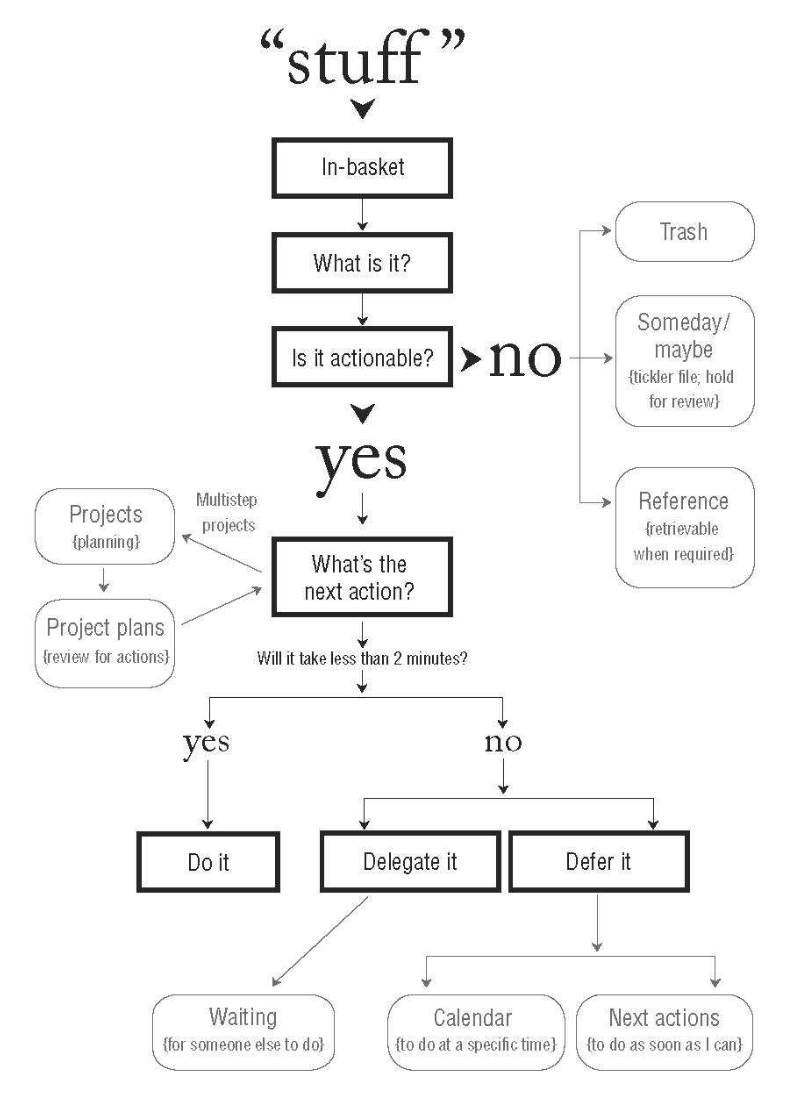 “stuff”
In-basket
What is it?
Is it actionable?
no
Trash
Someday/
maybe
{tickler file; hold
for review}
Reference
{retrievable
when required}
yes
Multistep
projects
Projects
{planning}
Project plans
{review for actions}
What’s the
next action?
Will it take less than 2 minutes?
yes
no
Do it
Delegate it
Defer it
Waiting
{for someone else to do}
Calendar
{to do at a specific time}
Next actions
{to do as soon as I can}